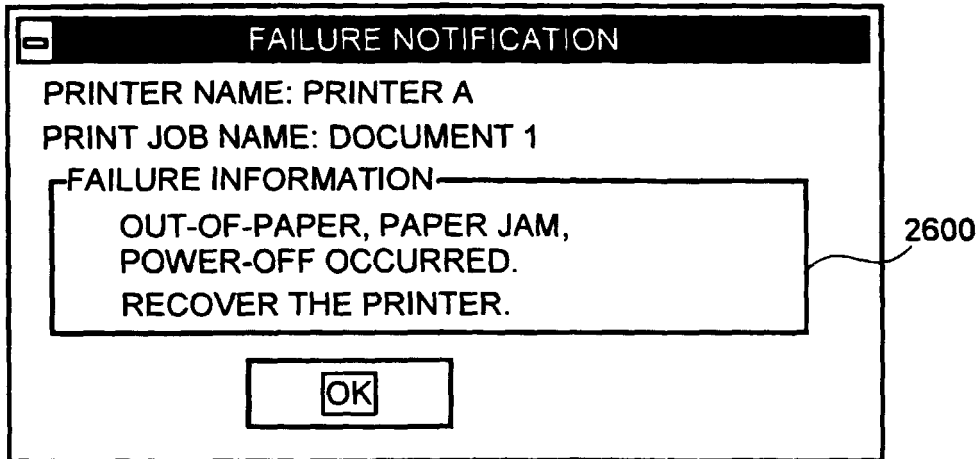 FAILURE NOTIFICATION
PRINTER NAME: PRINTER A
PRINT JOB NAME: DOCUMENT 1
FAILURE INFORMATION
OUT-OF-PAPER, PAPER JAM,
POWER-OFF OCCURRED.
RECOVER THE PRINTER.
2600
OK